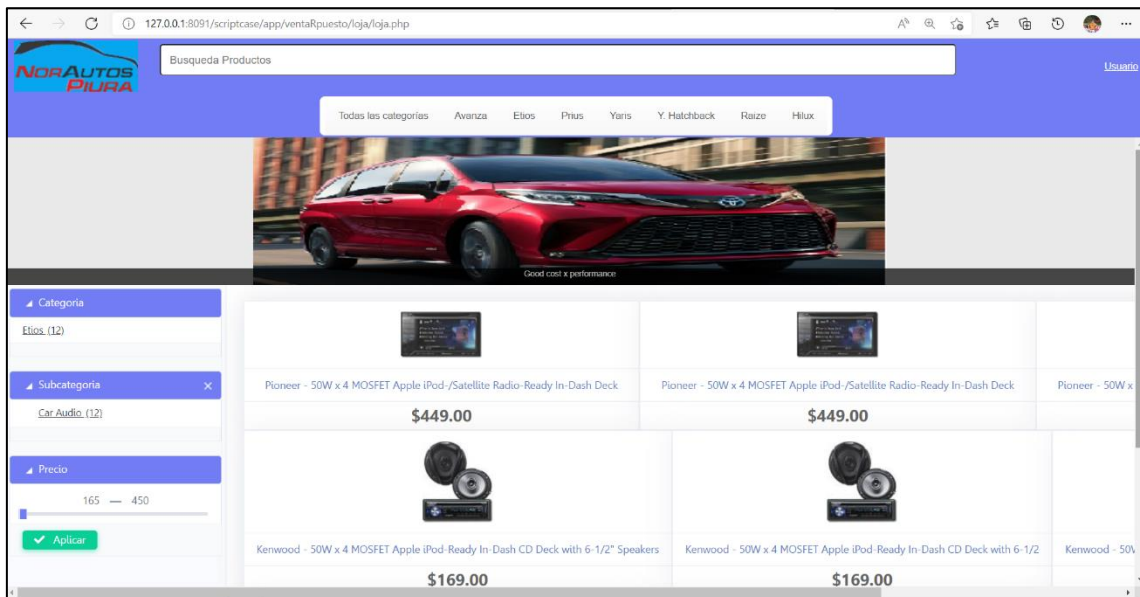 127.0.0.1:8091/scriptcase/app/ventaRpuesto/loja/loja.php
NORAUTOS
PIURA
Busqueda Productos
Usuario
Todas las categorías Avanza Etios Prius Yaris Y. Hatchback Raize Hilux
Good cost x performance
Categoria
Etios (12)
Subcategoria
Car Audio (12)
Precio
165 — 450
Aplicar
Pioneer - 50W x 4 MOSFET Apple iPod-/Satellite Radio-Ready In-Dash Deck
Pioneer - 50W x 4 MOSFET Apple iPod-/Satellite Radio-Ready In-Dash Deck
Pioneer - 50W x
$449.00
$449.00
Kenwood - 50W x 4 MOSFET Apple iPod-Ready In-Dash CD Deck with 6-1/2" Speakers
Kenwood - 50W x 4 MOSFET Apple iPod-Ready In-Dash CD Deck with 6-1/2
Kenwood - 50W
$169.00
$169.00